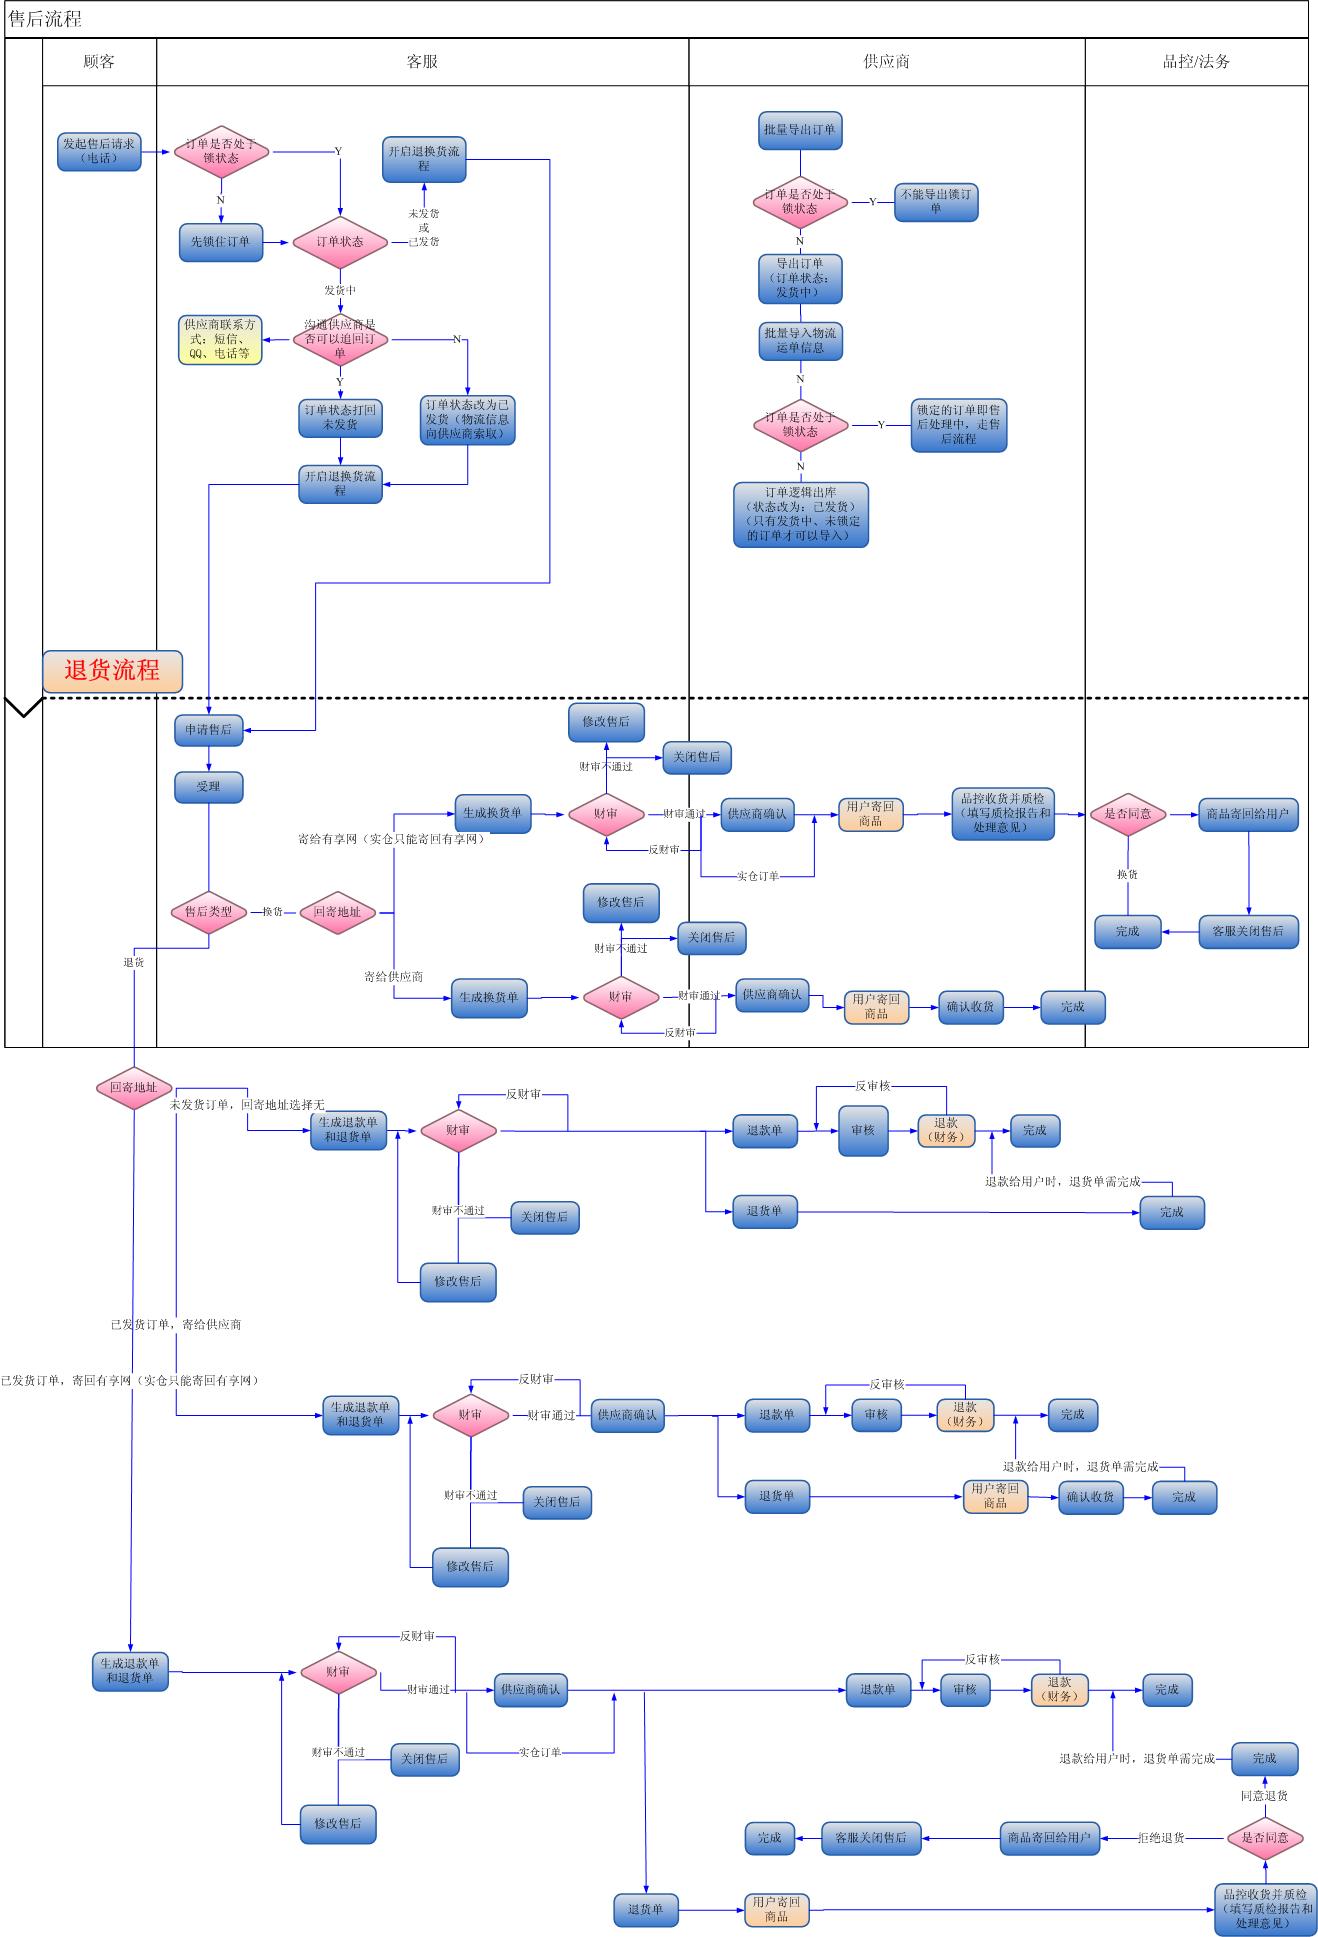 售后流程
顾客
客服
供应商
品控/法务
发起售后请求
（电话）
订单是否处于
锁状态
Y
N
先锁住订单
订单状态
开启退换货流
程
未发货
或
已发货
发货中
供应商联系方
式：短信、
QQ、电话等
沟通供应商是
否可以追回订
单
N
Y
订单状态打回
未发货
订单状态改为已
发货（物流信息
向供应商索取）
开启退换货流
程
批量导出订单
订单是否处于
锁状态
Y
不能导出锁订
单
N
导出订单
（订单状态：
发货中）
批量导入物流
运单信息
N
订单是否处于
锁状态
Y
锁定的订单即售
后处理中，走售
后流程
N
订单逻辑出库
（状态改为：已发货）
（只有发货中、未锁定
的订单才可以导入）
退货流程
申请售后
受理
售后类型
换货
回寄地址
退货
寄给有享网（实仓只能寄回有享网）
生成换货单
财审
财审不通过
修改售后
关闭售后
财审通过
反财审
实仓订单
供应商确认
用户寄回
商品
品控收货并质检
（填写质检报告和
处理意见）
是否同意
商品寄回给用户
换货
完成
客服关闭售后
寄给供应商
生成换货单
财审
财审不通过
修改售后
关闭售后
财审通过
反财审
供应商确认
用户寄回
商品
确认收货
完成
回寄地址
未发货订单，回寄地址选择无
生成退款单
和退货单
财审
反财审
财审不通过
关闭售后
修改售后
退款单
审核
反审核
退款
（财务）
完成
退款给用户时，退货单需完成
退货单
完成
已发货订单，寄给供应商
已发货订单，寄回有享网（实仓只能寄回有享网）
生成退款单
和退货单
财审
反财审
财审通过
财审不通过
关闭售后
修改售后
供应商确认
退款单
审核
反审核
退款
（财务）
完成
退款给用户时，退货单需完成
退货单
用户寄回
商品
确认收货
完成
生成退款单
和退货单
财审
反财审
财审通过
财审不通过
关闭售后
修改售后
供应商确认
实仓订单
退款单
审核
反审核
退款
（财务）
完成
退款给用户时，退货单需完成
完成
同意退货
是否同意
拒绝退货
商品寄回给用户
客服关闭售后
完成
退货单
用户寄回
商品
品控收货并质检
（填写质检报告和
处理意见）